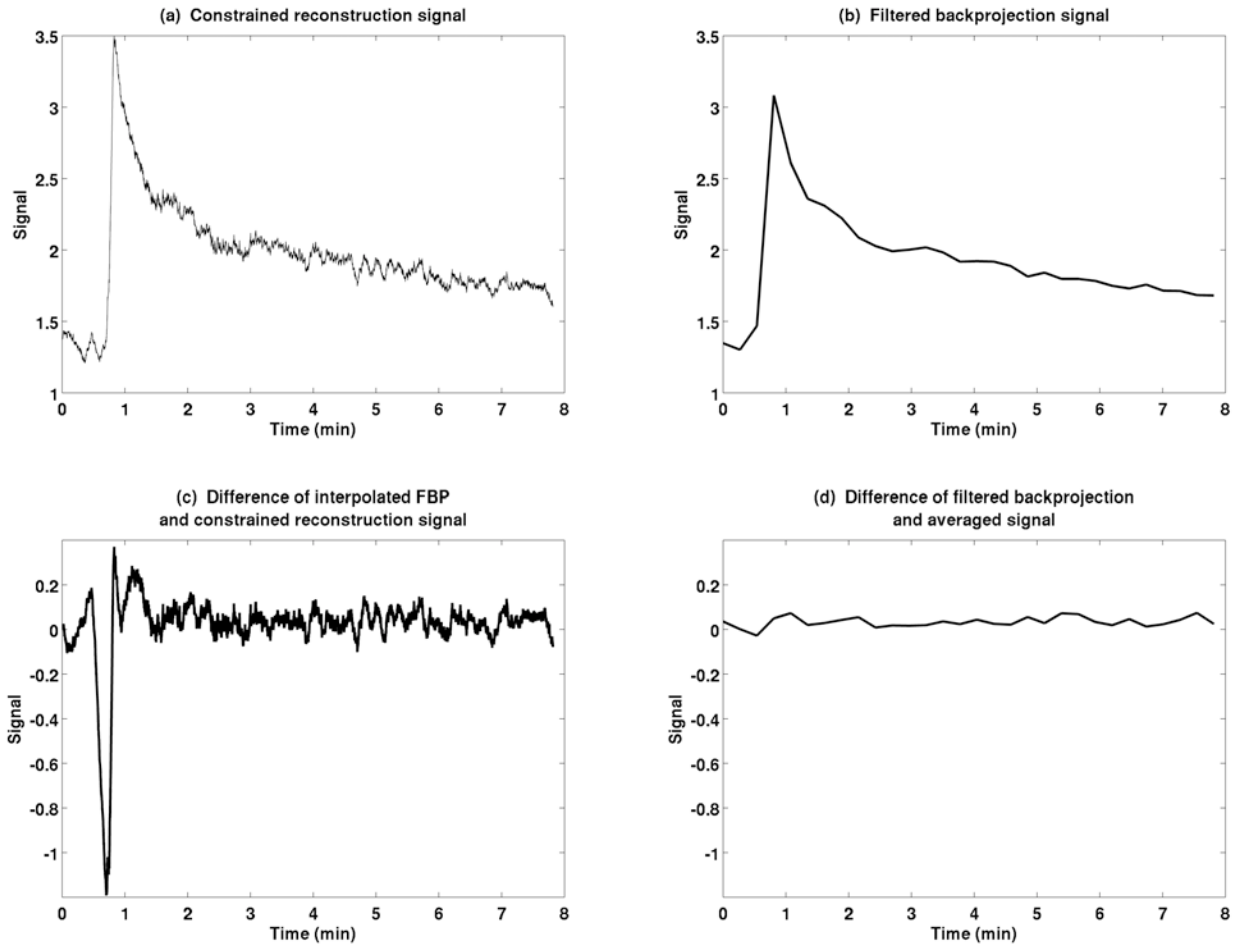 (a) Constrained reconstruction signal
3.5
3
2.5
2
1.5
1
Signal
0 1 2 3 4 5 6 7 8
Time (min)
(b) Filtered backprojection signal
3.5
3
2.5
2
1.5
1
Signal
0 1 2 3 4 5 6 7 8
Time (min)
(c) Difference of interpolated FBP
and constrained reconstruction signal
0.2
0
-0.2
-0.4
-0.6
-0.8
-1
Signal
0 1 2 3 4 5 6 7 8
Time (min)
(d) Difference of filtered backprojection
and averaged signal
0.2
0
-0.2
-0.4
-0.6
-0.8
-1
Signal
0 1 2 3 4 5 6 7 8
Time (min)